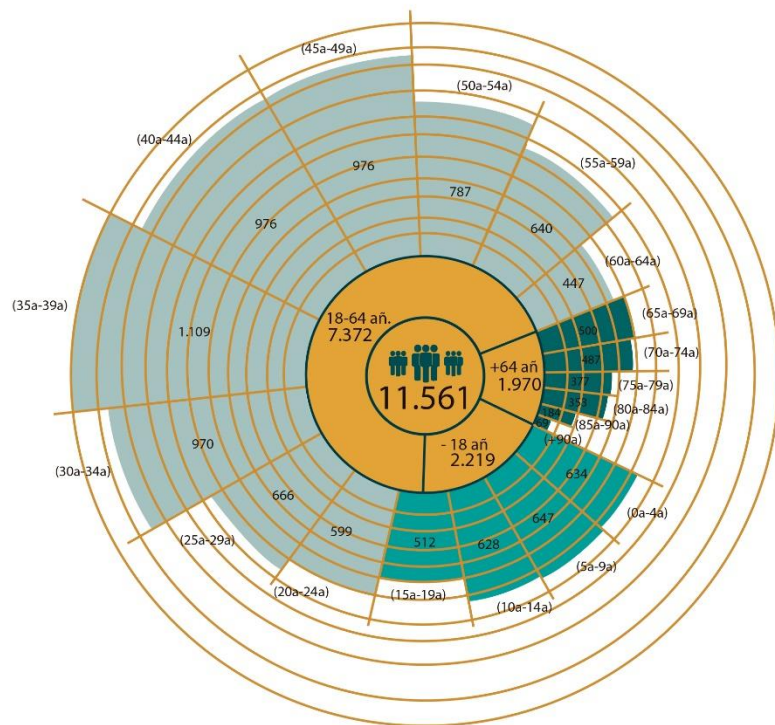 (45a-49a)
(50a-54a)
(40a-44a)
(55a-59a)
976
787
976
640
(60a-64a)
447
(35a-39a)
18-64 añ.
7.372
(65a-69a)
500
1.109
(70a-74a)
487
+64 añ
1.970
377
(75a-79a)
11.561
353
(80a-84a)
184
(85a-90a)
69
(+90a)
- 18 añ
2.219
970
634
(30a-34a)
666
647
(0a-4a)
599
512
628
(25a-29a)
(5a-9a)
(20a-24a)
(15a-19a)
(10a-14a)